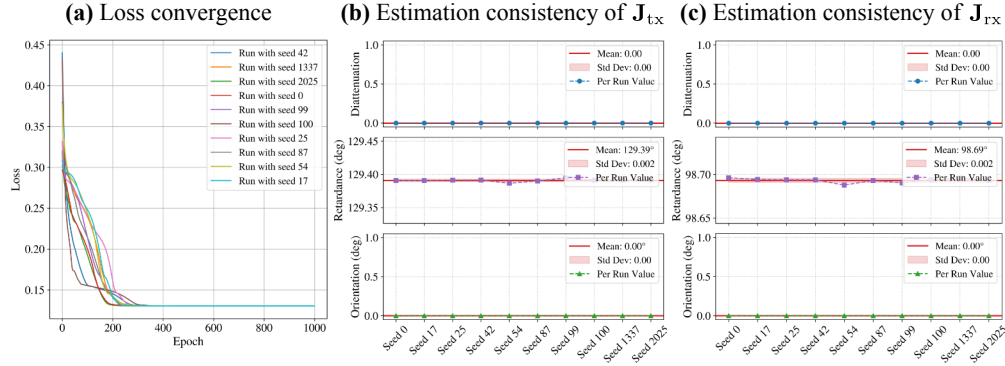 (a) Loss convergence
0.45
0.40
0.35
0.30
0.25
0.20
0.15
Loss
0
200
400
600
800
1000
Epoch
Run with seed 42
Run with seed 1337
Run with seed 2025
Run with seed 0
Run with seed 99
Run with seed 100
Run with seed 25
Run with seed 87
Run with seed 54
Run with seed 17
(b) Estimation consistency of Jtx
Diattenuation
1.0
0.5
0.0
Mean: 0.00
Std Dev: 0.00
Per Run Value
Retardance (deg)
129.45
129.40
129.35
Mean: 129.39°
Std Dev: 0.002
Per Run Value
Orientation (deg)
1.0
0.5
0.0
Mean: 0.00°
Std Dev: 0.00
Per Run Value
Seed 0
Seed 17
Seed 25
Seed 42
Seed 54
Seed 87
Seed 99
Seed 100
Seed 1337
Seed 2025
(c) Estimation consistency of Jrx
Diattenuation
1.0
0.5
0.0
Mean: 0.00
Std Dev: 0.00
Per Run Value
Retardance (deg)
98.70
98.65
Mean: 98.69°
Std Dev: 0.002
Per Run Value
Orientation (deg)
1.0
0.5
0.0
Mean: 0.00°
Std Dev: 0.00
Per Run Value
Seed 0
Seed 17
Seed 25
Seed 42
Seed 54
Seed 87
Seed 99
Seed 100
Seed 1337
Seed 2025